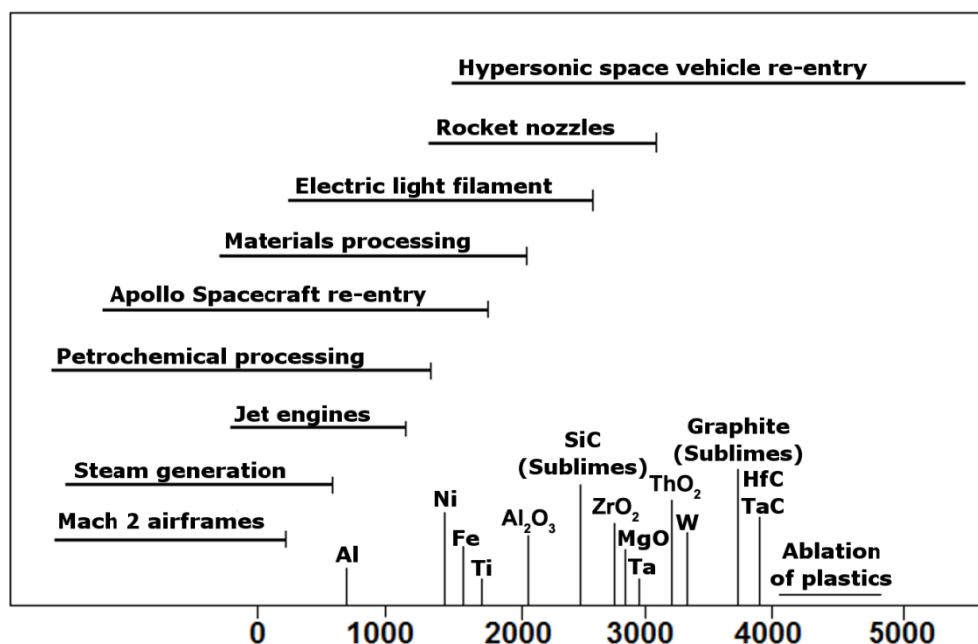 Hypersonic space vehicle re-entry
Rocket nozzles
Electric light filament
Materials processing
Apollo Spacecraft re-entry
Petrochemical processing
Jet engines
Steam generation
Mach 2 airframes
Al
Ni
Fe
Ti
Al₂O₃
SiC
(Sublimes)
ZrO₂
MgO
Ta
ThO₂
W
Graphite
(Sublimes)
HfC
TaC
Ablation
of plastics
0 1000 2000 3000 4000 5000